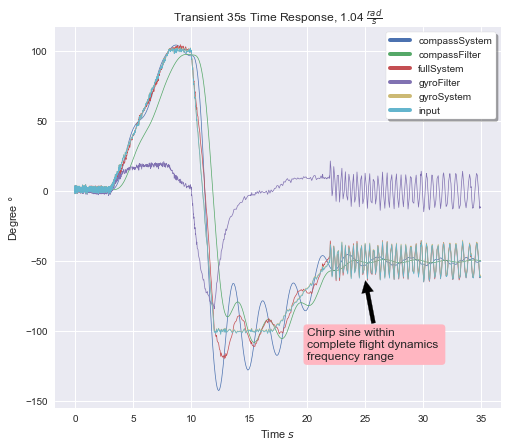 Transient 35s Time Response, 1.04 rad/s
compassSystem
compassFilter
fullSystem
gyroFilter
gyroSystem
input
Degree °
100
50
0
−50
−100
−150
Chirp sine within
complete flight dynamics
frequency range
0 5 10 15 20 25 30 35
Time s